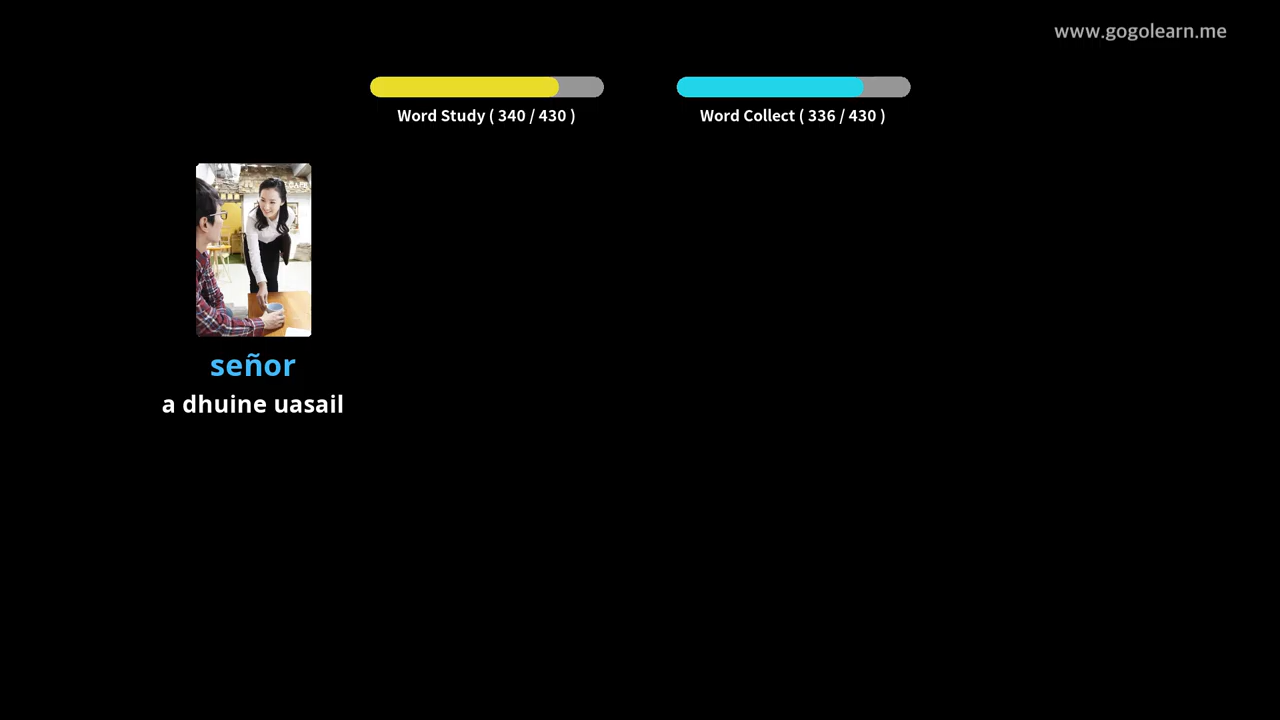 www.gogolearn.me
Word Study ( 340 / 430 )
Word Collect ( 336 / 430 )
señor
a dhuine uasail